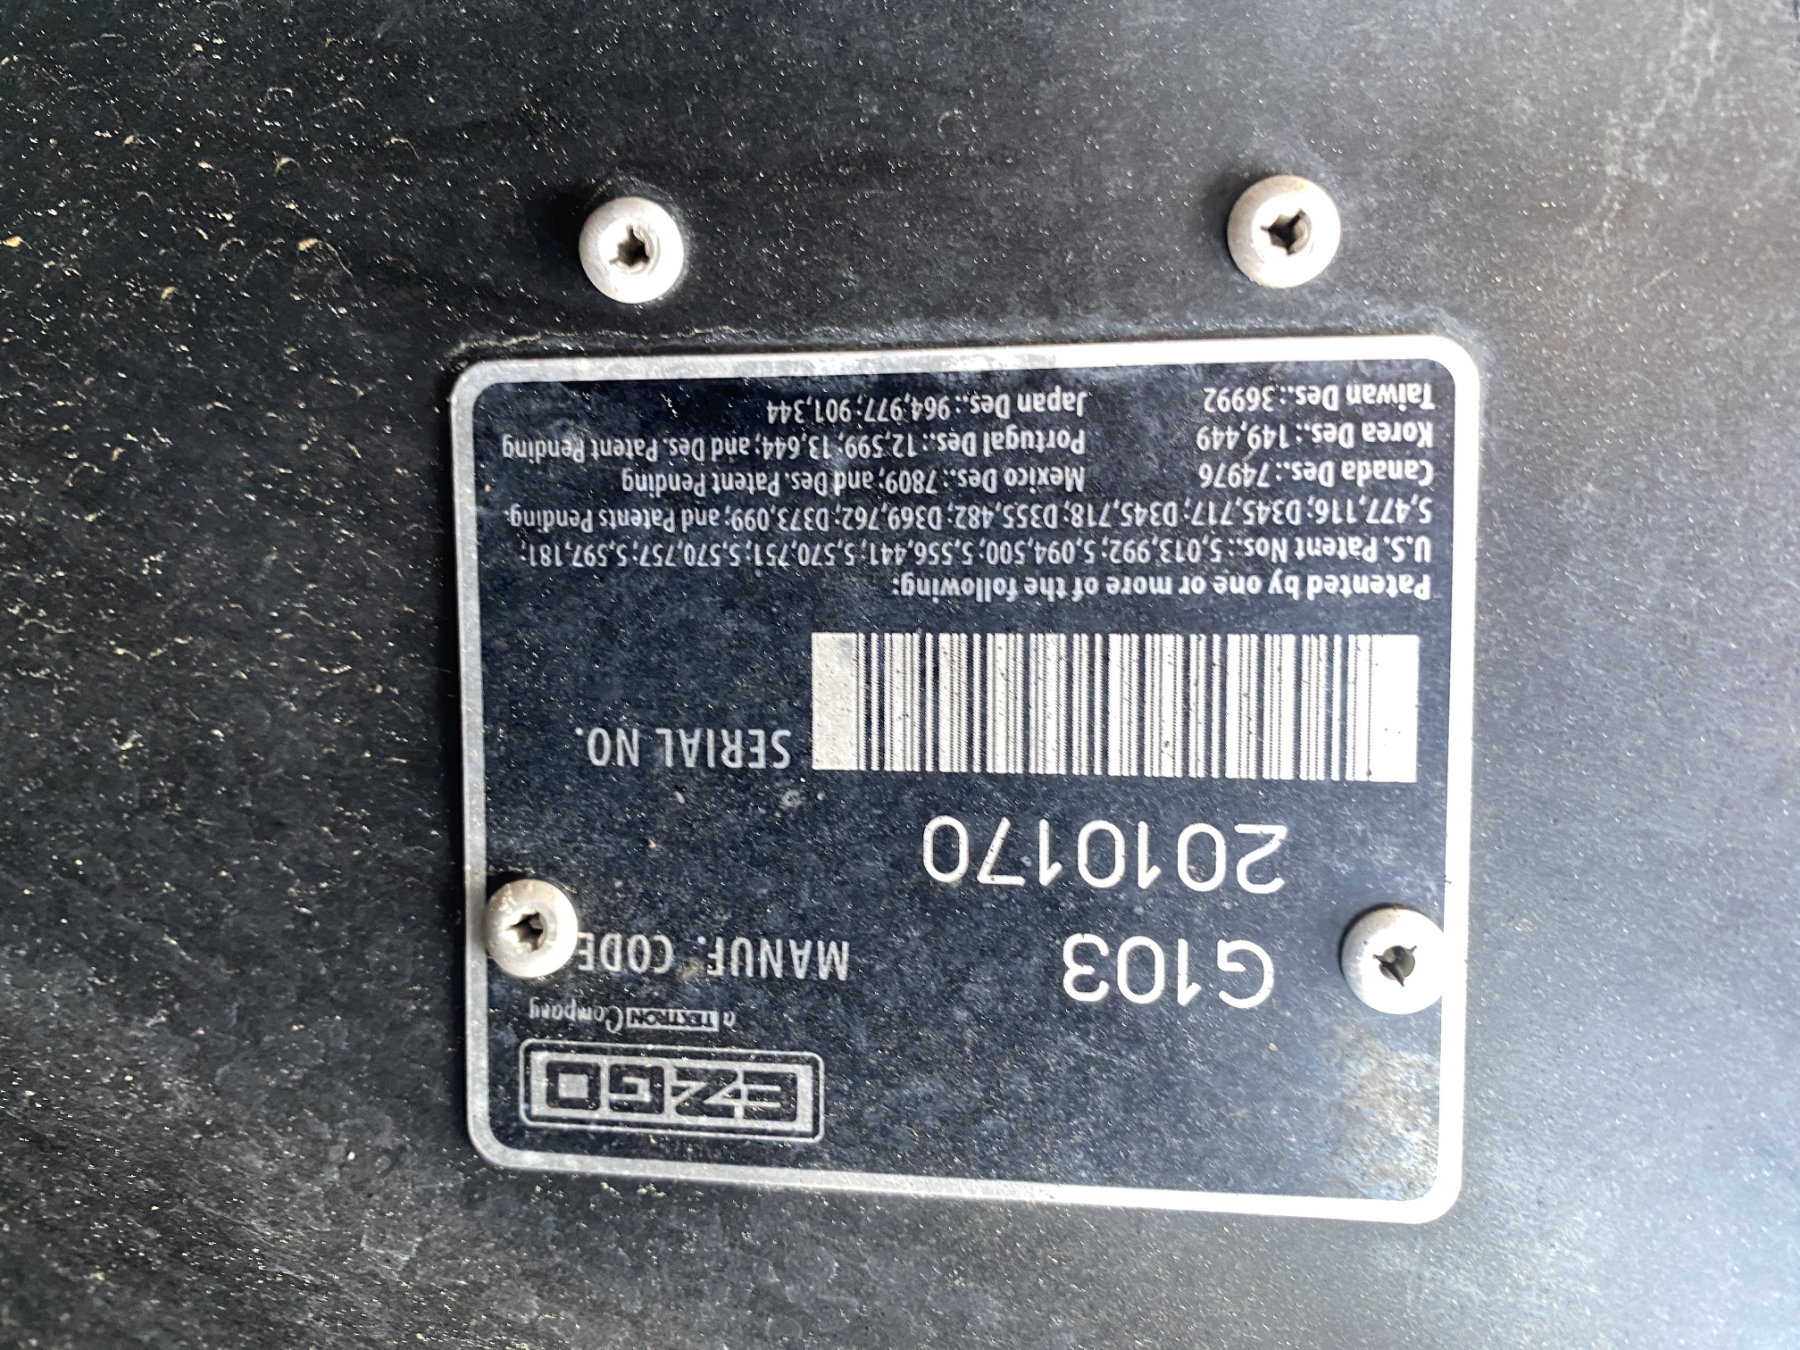 EZGO
a TEXTRON Company
G103 MANUF. CODE
2010170
SERIAL NO.
Patented by one or more of the following:
U.S. Patent Nos.: 5,013,992; 5,094,500; 5,556,441; 5,570,751; 5,570,757; 5,597,181;
5,477,116; D345,717; D345,718; D355,482; D369,762; D373,099; and Patents Pending.
Canada Des.: 74976 Mexico Des.: 7809; and Des. Patent Pending
Korea Des.: 149,449 Portugal Des.: 12,599; 13,644; and Des. Patent Pending
Taiwan Des.: 36992 Japan Des.: 964,977; 901,344